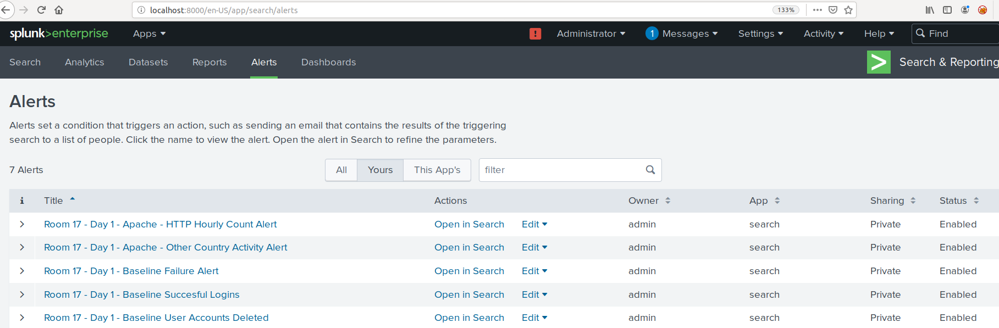 localhost:8000/en-US/app/search/alerts 133%
splunk>enterprise Apps Administrator 1 Messages Settings Activity Help Find
Search Analytics Datasets Reports Alerts Dashboards Search & Reporting
Alerts
Alerts set a condition that triggers an action, such as sending an email that contains the results of the triggering
search to a list of people. Click the name to view the alert. Open the alert in Search to refine the parameters.
7 Alerts All Yours This App's filter
i Title Actions Owner App Sharing Status
Room 17 - Day 1 - Apache - HTTP Hourly Count Alert Open in Search Edit admin search Private Enabled
Room 17 - Day 1 - Apache - Other Country Activity Alert Open in Search Edit admin search Private Enabled
Room 17 - Day 1 - Baseline Failure Alert Open in Search Edit admin search Private Enabled
Room 17 - Day 1 - Baseline Succesful Logins Open in Search Edit admin search Private Enabled
Room 17 - Day 1 - Baseline User Accounts Deleted Open in Search Edit admin search Private Enabled